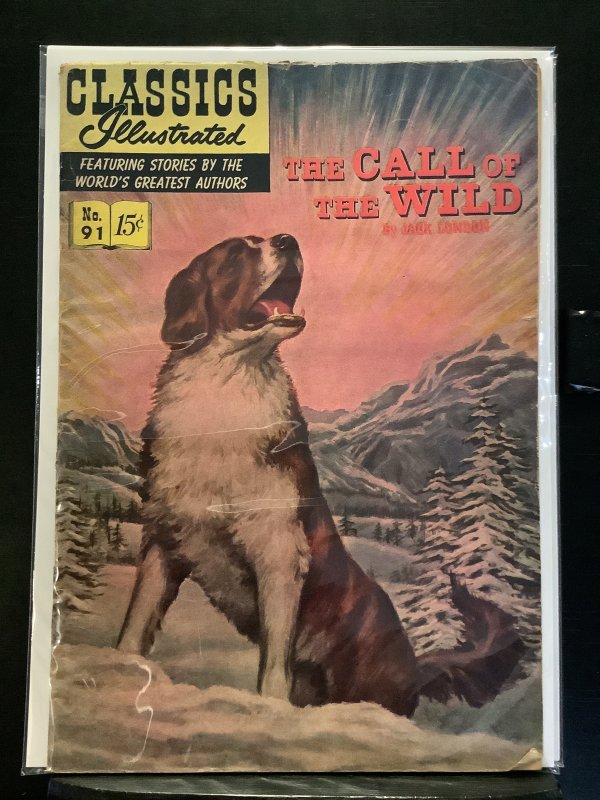 CLASSICS
Illustrated
FEATURING STORIES BY THE
WORLD'S GREATEST AUTHORS
No.
91
15¢
THE CALL OF
THE WILD
By JACK LONDON